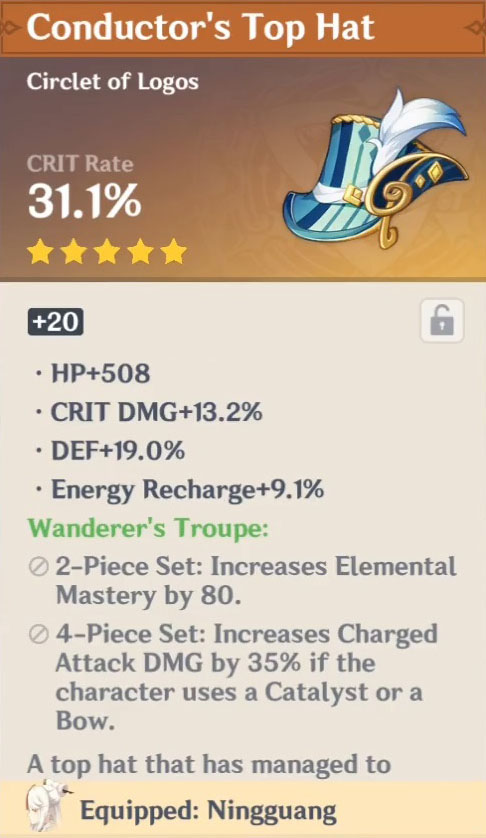 Conductor's Top Hat
Circlet of Logos
CRIT Rate
31.1%
+20
· HP+508
· CRIT DMG+13.2%
· DEF+19.0%
· Energy Recharge+9.1%
Wanderer's Troupe:
2-Piece Set: Increases Elemental
Mastery by 80.
4-Piece Set: Increases Charged
Attack DMG by 35% if the
character uses a Catalyst or a
Bow.
A top hat that has managed to
Equipped: Ningguang